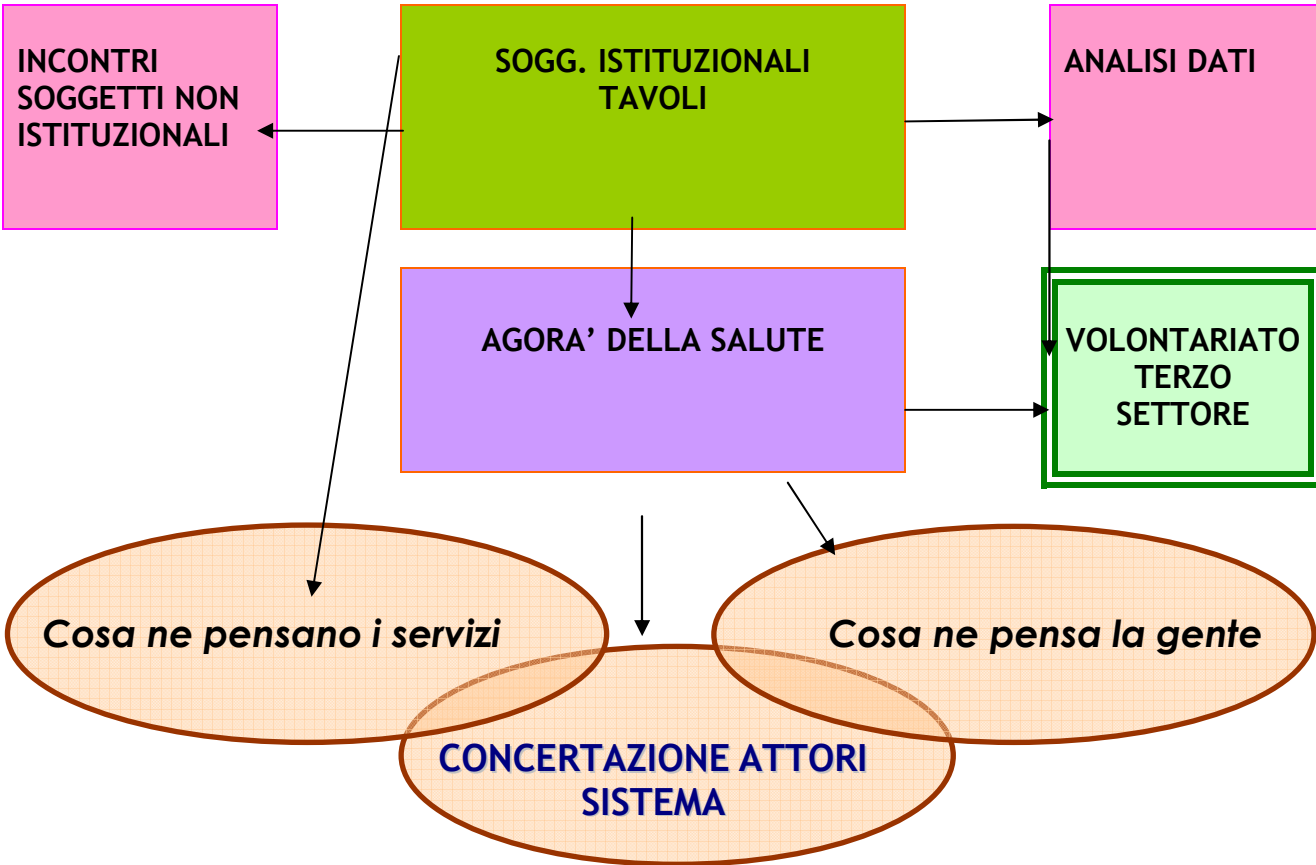 INCONTRI
SOGGETTI NON
ISTITUZIONALI
SOGG. ISTITUZIONALI
TAVOLI
ANALISI DATI
AGORA’ DELLA SALUTE
VOLONTARIATO
TERZO
SETTORE
Cosa ne pensano i servizi
Cosa ne pensa la gente
CONCERTAZIONE ATTORI
SISTEMA